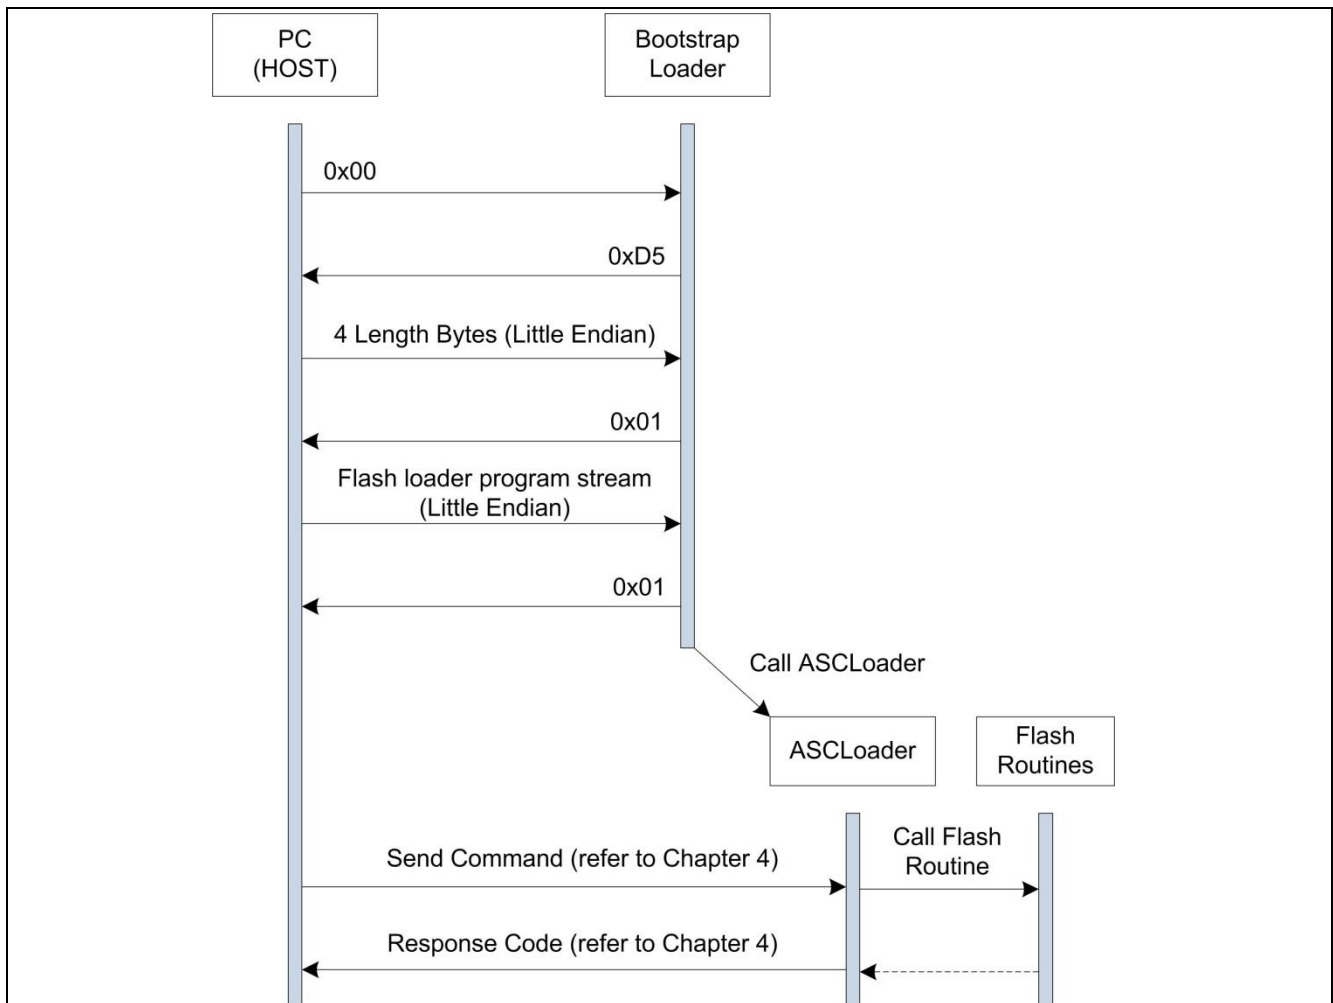 PC
(HOST)
Bootstrap
Loader
0x00
0xD5
4 Length Bytes (Little Endian)
0x01
Flash loader program stream
(Little Endian)
0x01
Call ASCLoader
ASCLoader
Flash
Routines
Call Flash
Routine
Send Command (refer to Chapter 4)
Response Code (refer to Chapter 4)